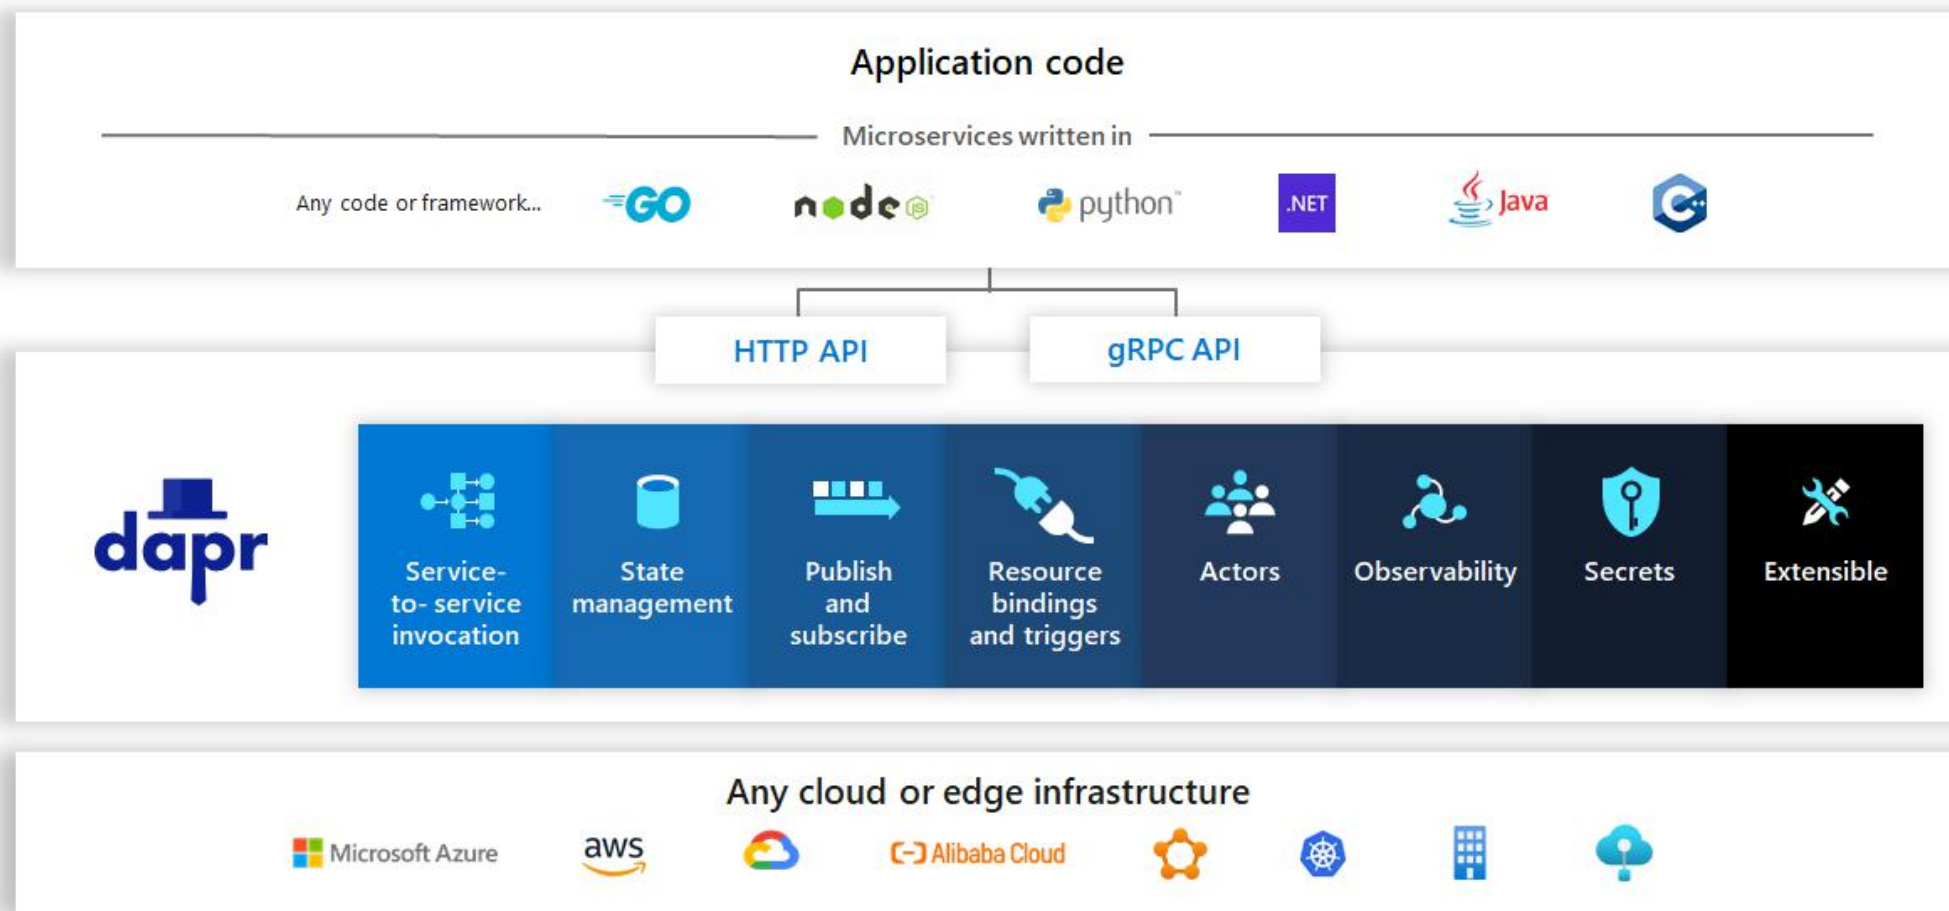 Application code
Microservices written in
Any code or framework...
GO
node JS
python™
.NET
Java
C++
HTTP API
gRPC API
dapr
Service-
to- service
invocation
State
management
Publish
and
subscribe
Resource
bindings
and triggers
Actors
Observability
Secrets
Extensible
Any cloud or edge infrastructure
Microsoft Azure
aws
Alibaba Cloud